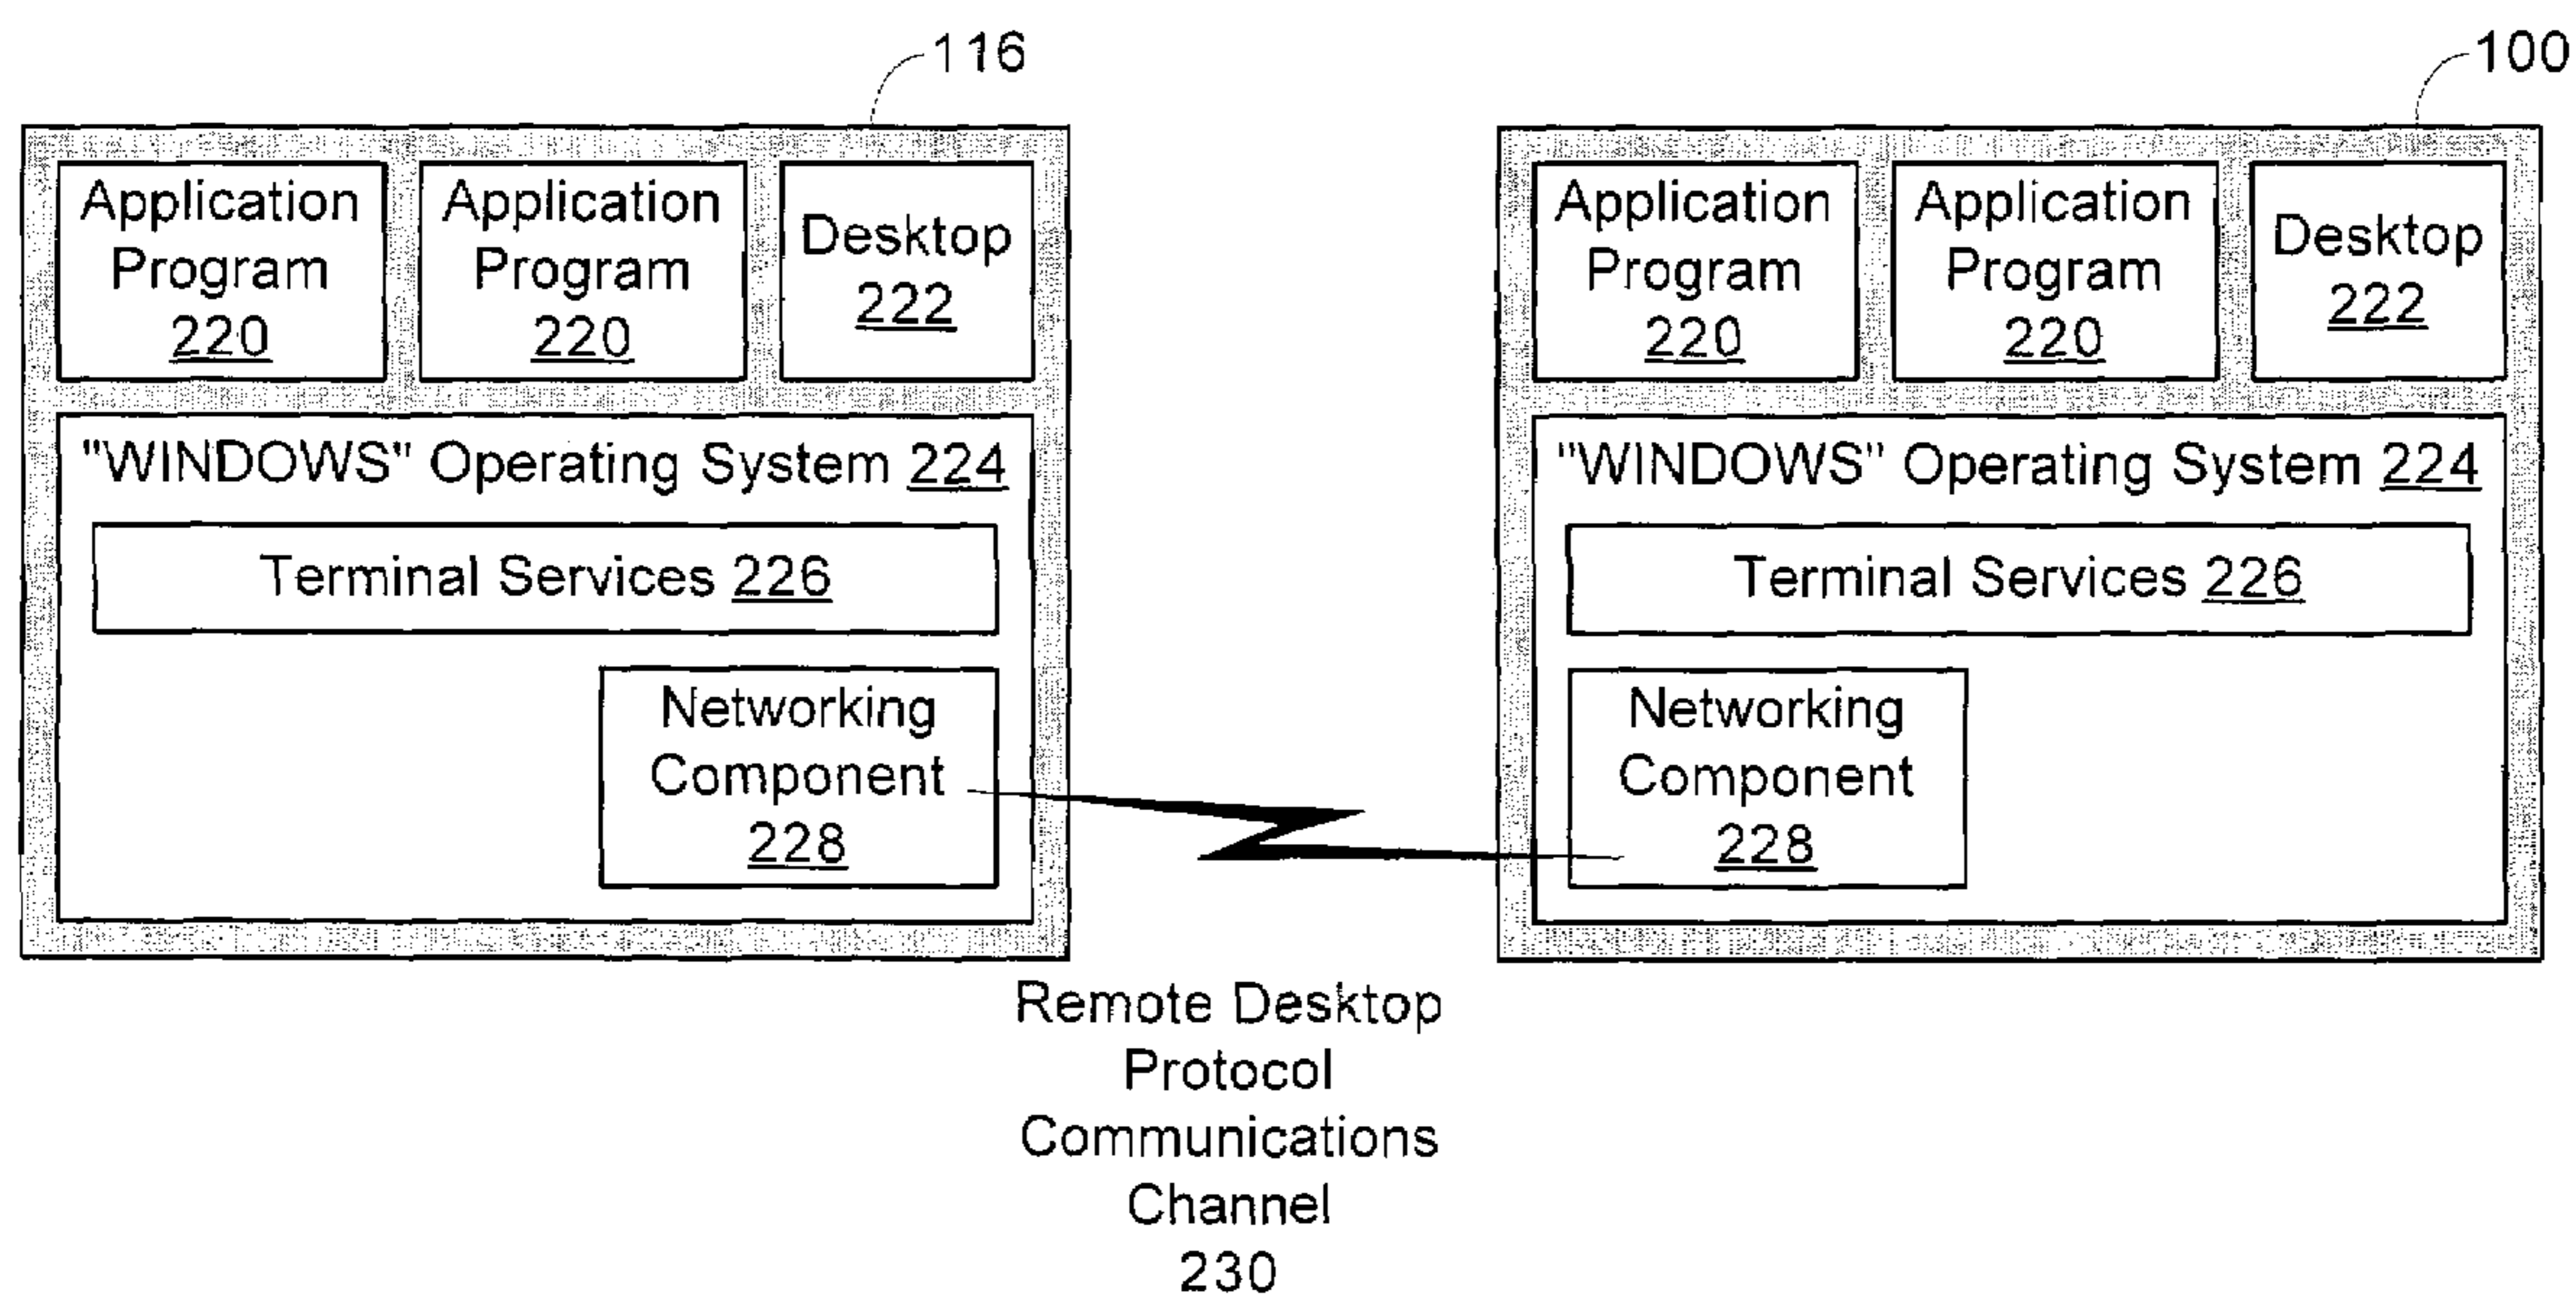 116
Application
Program
220
Application
Program
220
Desktop
222
"WINDOWS" Operating System 224
Terminal Services 226
Networking
Component
228
100
Application
Program
220
Application
Program
220
Desktop
222
"WINDOWS" Operating System 224
Terminal Services 226
Networking
Component
228
Remote Desktop
Protocol
Communications
Channel
230